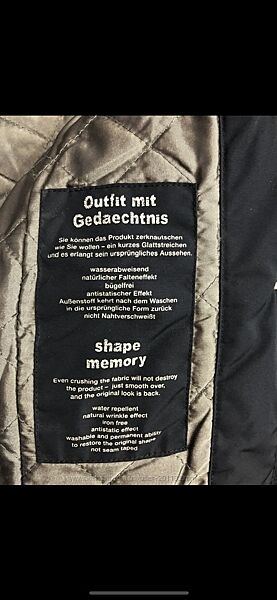 Outfit mit
Gedaechtnis
Sie können das Produkt zerknautschen
wie Sie wollen – ein kurzes Glattstreichen
und es erlangt sein ursprüngliches Aussehen.
wasserabweisend
natürlicher Falteneffekt
bügelfrei
antistatischer Effekt
Außenstoff kehrt nach dem Waschen
in die ursprüngliche Form zurück
nicht Nahtverschweißt
shape
memory
Even crushing the fabric will not destroy
the product – just smooth over,
and the original look is back.
water repellent
natural wrinkle effect
iron free
antistatic effect
washable and permanent ability
to restore the original shape
not seam taped